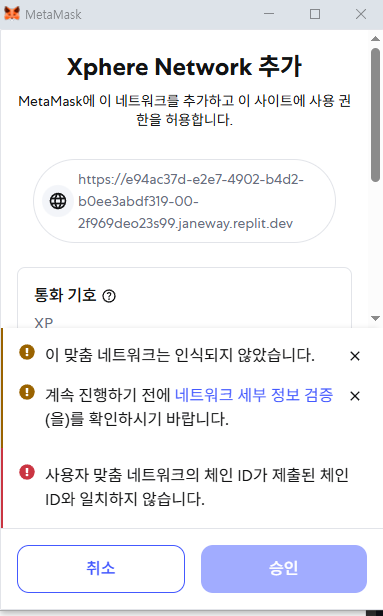 MetaMask
Xphere Network 추가
MetaMask에 이 네트워크를 추가하고 이 사이트에 사용 권
한을 허용합니다.
https://e94ac37d-e2e7-4902-b4d2-
b0ee3abdf319-00-
2f969deo23s99.janeway.replit.dev
통화 기호
XP
이 맞춤 네트워크는 인식되지 않았습니다.
계속 진행하기 전에 네트워크 세부 정보 검증
(을)를 확인하시기 바랍니다.
사용자 맞춤 네트워크의 체인 ID가 제출된 체인
ID와 일치하지 않습니다.
취소
승인